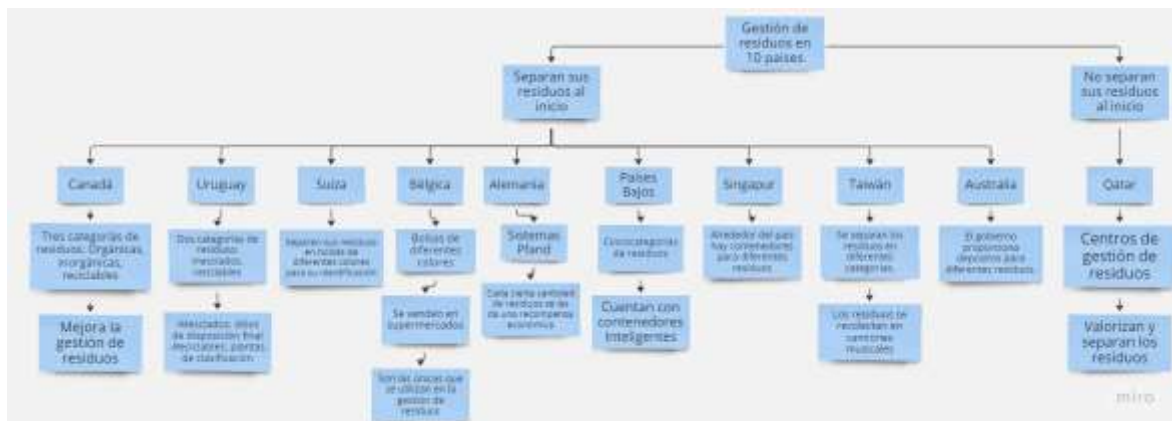 Gestión de
residuos en
10 países.
Separan sus
residuos al
inicio
No separan
sus residuos
al inicio
Canadá
Uruguay
Suiza
Bélgica
Alemania
Países
Bajos
Singapur
Taiwán
Australia
Qatar
Tres categorías de
residuos. Orgánicas,
inorgánicas,
reciclables
Dos categorías de
residuos: mezclados,
reciclables
Separan sus residuos
en bolsas de
diferentes colores
para su identificación
Bolsas de
diferentes
colores
Sistemas
Pfand
categorías
de residuos
Alrededor del país
hay contenedores
para diferentes
residuos
Se separan los
residuos en
diferentes
categorías
El gobierno
proporciona
depósitos para
diferentes residuos
Centros de
gestión de
residuos
Mejora la
gestión de
residuos
Mezclados: sitios
de disposición final
Reciclables: plantas
de clasificación
Se venden en
supermercados
Cada cierta cantidad
de residuos se les
da una recompensa
económica
Cuentan con
contenedores
inteligentes
Los residuos se
recolectan en
camiones
musicales
Valorizan y
separan los
residuos
Son las únicas que
se utilizan en la
gestión de
residuos
miro